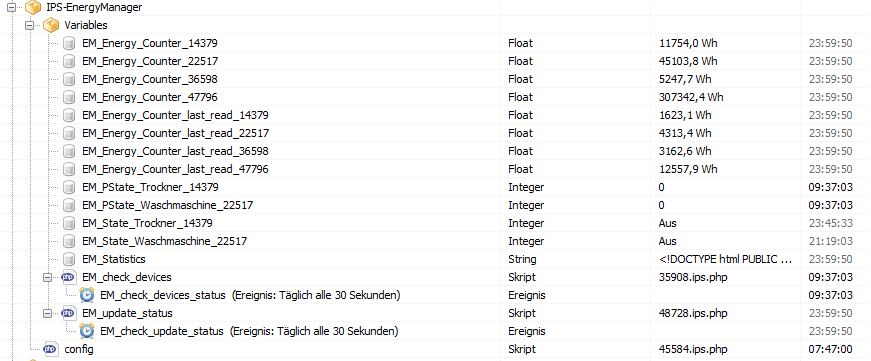 IPS-EnergyManager
Variables
EM_Energy_Counter_14379 Float 11754,0 Wh 23:59:50
EM_Energy_Counter_22517 Float 45103,8 Wh 23:59:50
EM_Energy_Counter_36598 Float 5247,7 Wh 23:59:50
EM_Energy_Counter_47796 Float 307342,4 Wh 23:59:50
EM_Energy_Counter_last_read_14379 Float 1623,1 Wh 23:59:50
EM_Energy_Counter_last_read_22517 Float 4313,4 Wh 23:59:50
EM_Energy_Counter_last_read_36598 Float 3162,6 Wh 23:59:50
EM_Energy_Counter_last_read_47796 Float 12557,9 Wh 23:59:50
EM_PState_Trockner_14379 Integer 0 09:37:03
EM_PState_Waschmaschine_22517 Integer 0 09:37:03
EM_State_Trockner_14379 Integer Aus 23:45:33
EM_State_Waschmaschine_22517 Integer Aus 21:19:03
EM_Statistics String <!DOCTYPE html PUBLIC ... 23:59:50
php EM_check_devices Skript 35908.ips.php 09:37:03
EM_check_devices_status (Ereignis: Täglich alle 30 Sekunden) Ereignis 09:37:03
php EM_update_status Skript 48728.ips.php 23:59:50
EM_check_update_status (Ereignis: Täglich alle 30 Sekunden) Ereignis 23:59:50
php config Skript 45584.ips.php 07:47:00